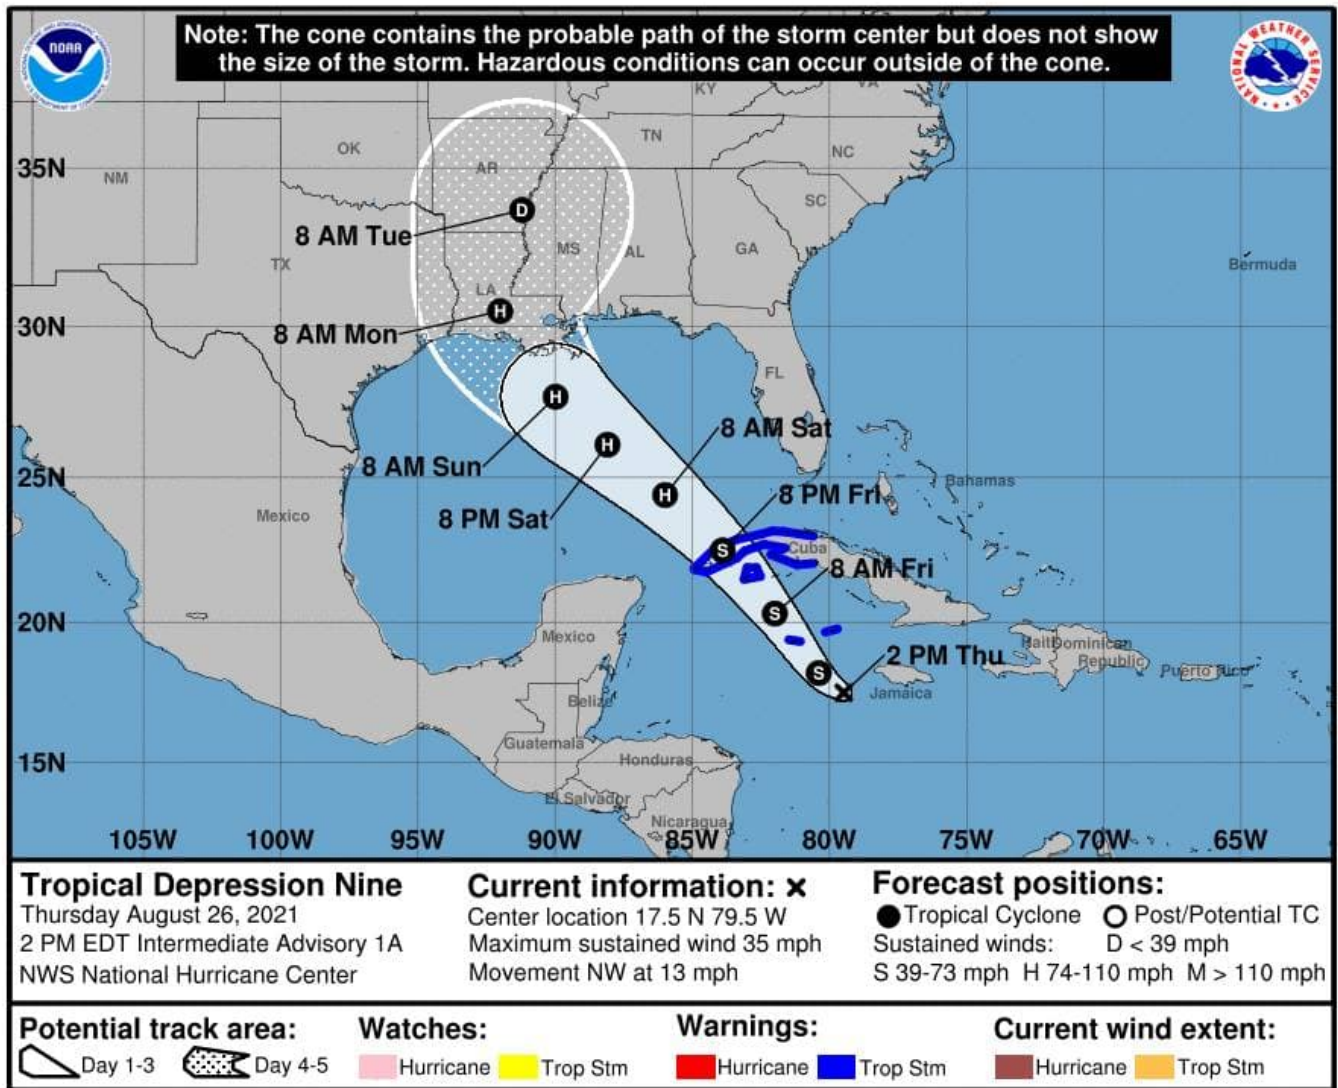 Note: The cone contains the probable path of the storm center but does not show
the size of the storm. Hazardous conditions can occur outside of the cone.
NOAA
NATIONAL WEATHER SERVICE
KY
VA
OK
TN
NC
35N
NM
AR
SC
D
8 AM Tue
MS
AL
GA
TX
Bermuda
LA
H
30N
8 AM Mon
FL
H
8 AM Sat
H
8 AM Sun
25N
Bahamas
H
8 PM Fri
Mexico
8 PM Sat
S
Cuba
8 AM Fri
S
20N
Mexico
Haiti
Dominican
Republic
2 PM Thu
Puerto Rico
S
Jamaica
Belize
Guatemala
Honduras
15N
El Salvador
Nicaragua
105W 100W 95W 90W 85W 80W 75W 70W 65W
Tropical Depression Nine
Thursday August 26, 2021
2 PM EDT Intermediate Advisory 1A
NWS National Hurricane Center
Current information: x
Center location 17.5 N 79.5 W
Maximum sustained wind 35 mph
Movement NW at 13 mph
Forecast positions:
Tropical Cyclone Post/Potential TC
Sustained winds: D < 39 mph
S 39-73 mph H 74-110 mph M > 110 mph
Potential track area:
Day 1-3 Day 4-5
Watches:
Hurricane Trop Stm
Warnings:
Hurricane Trop Stm
Current wind extent:
Hurricane Trop Stm